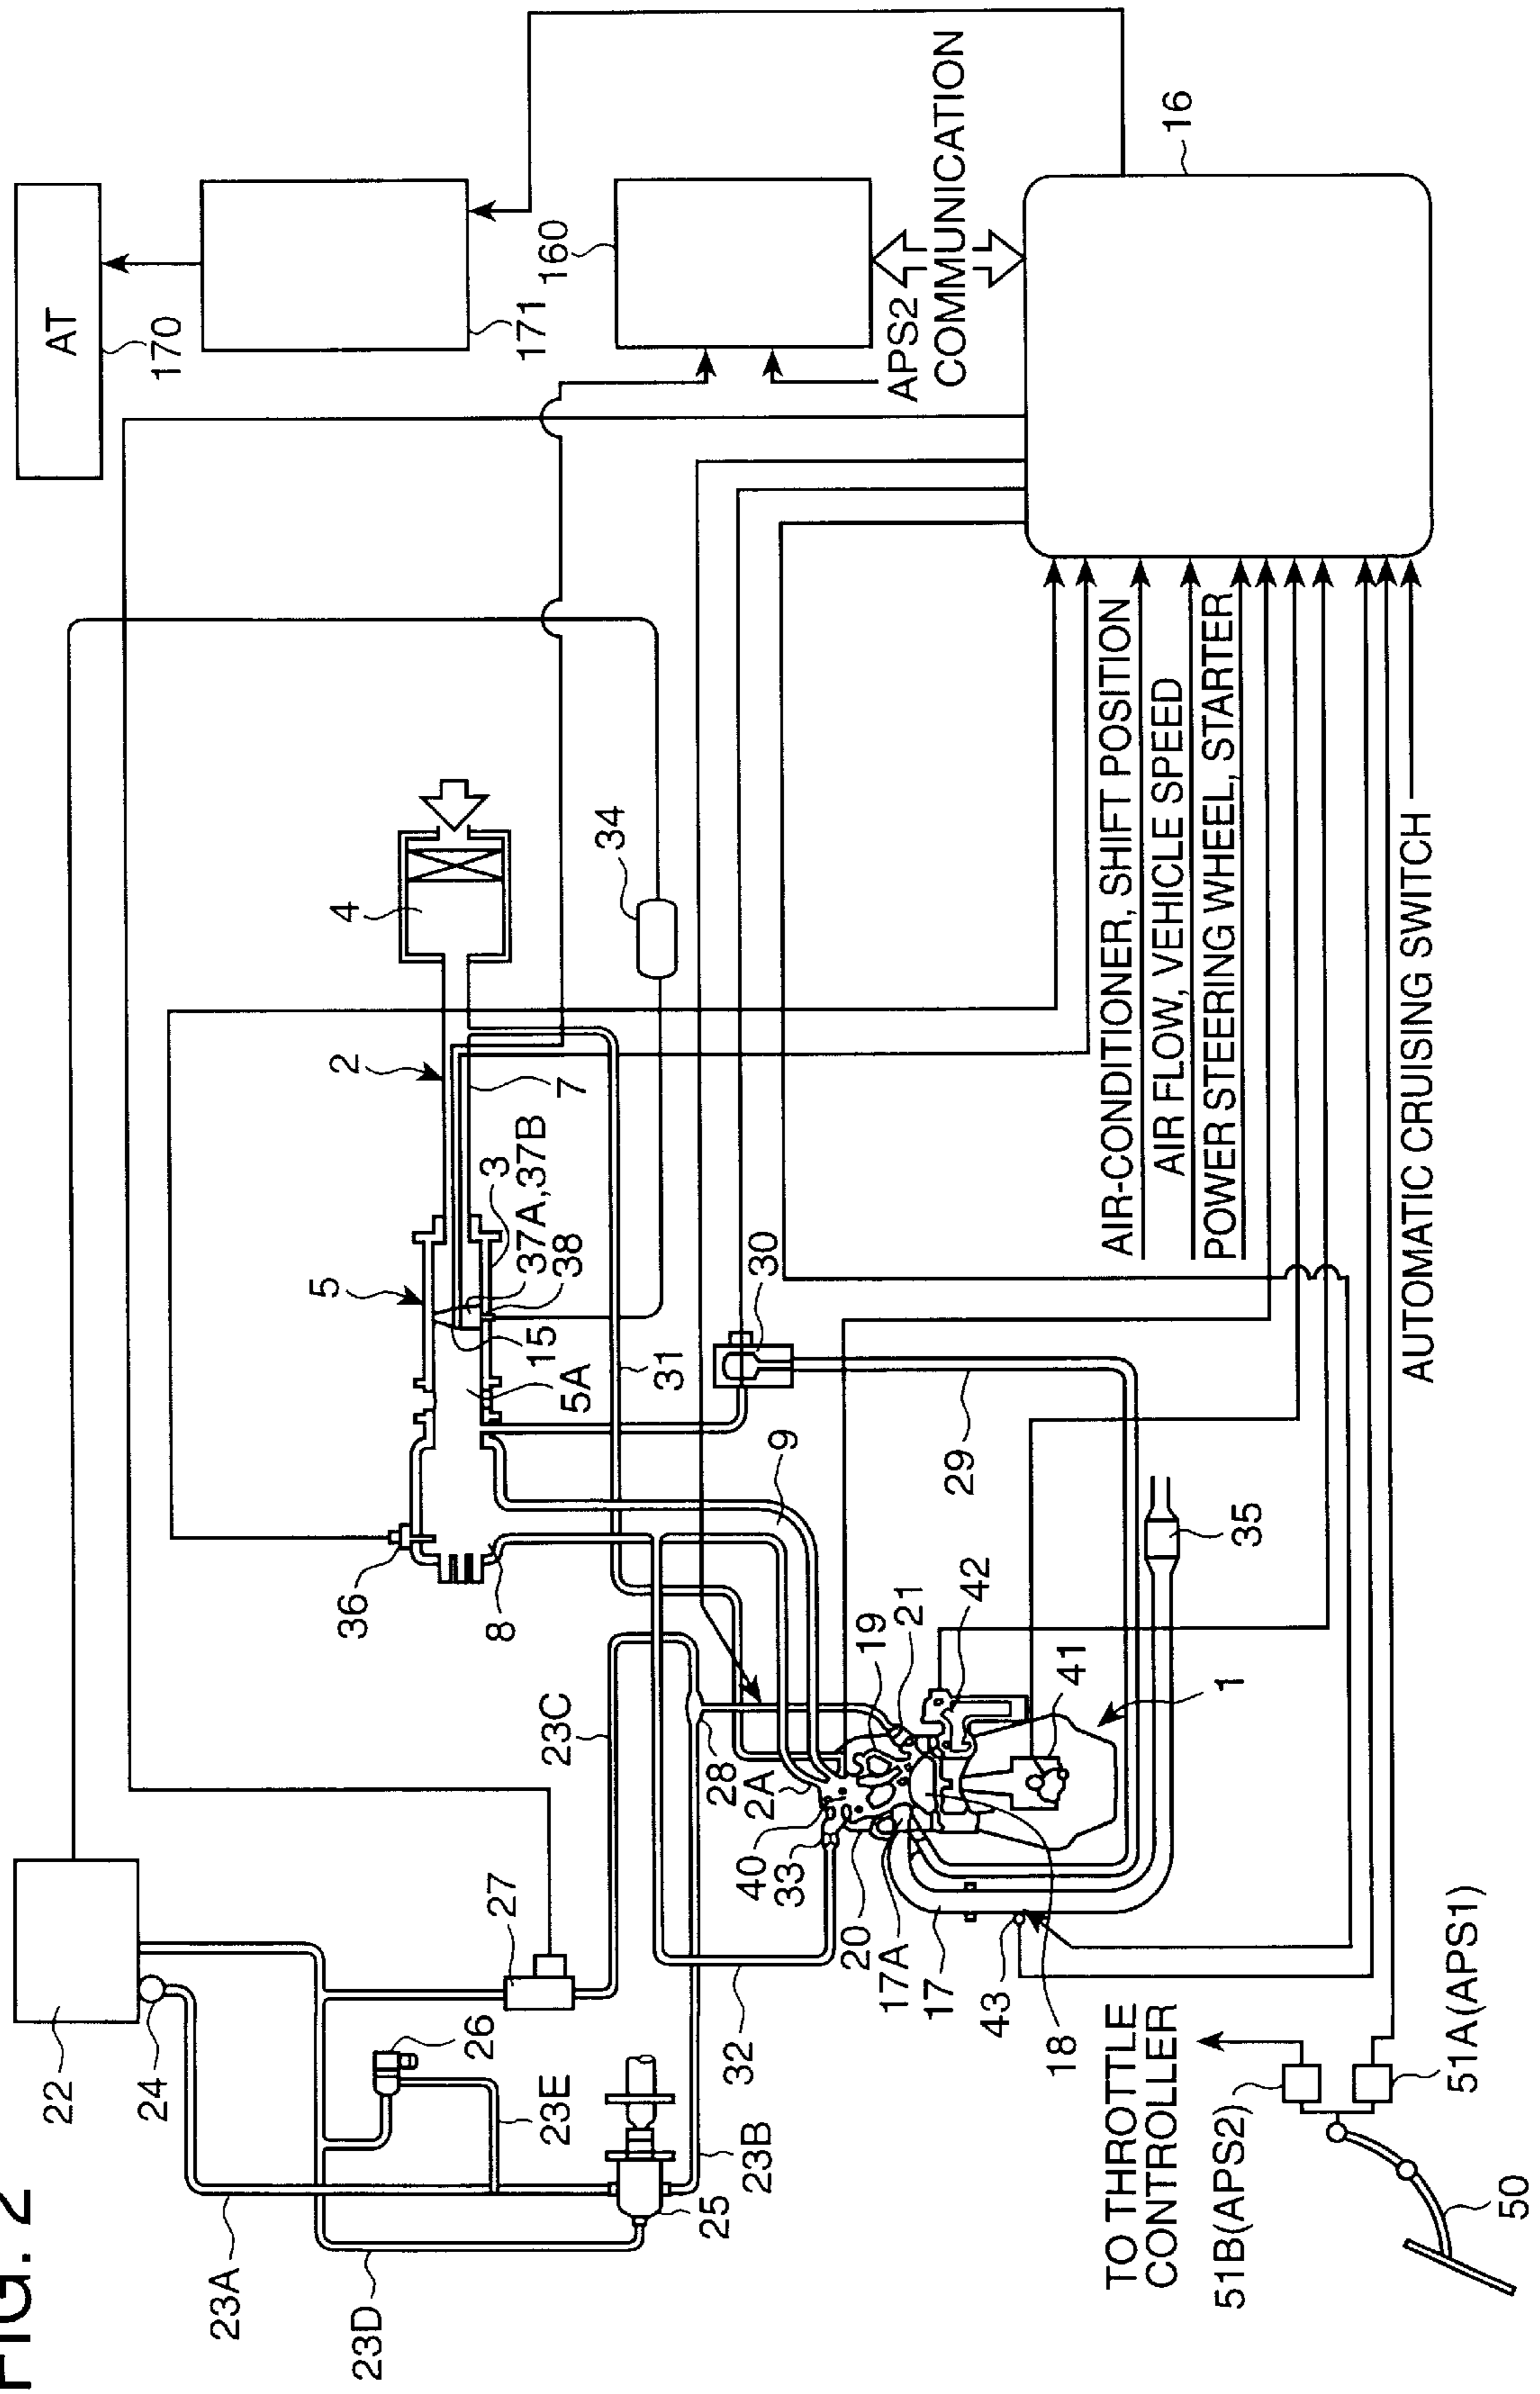 FIG. 2
22
24
23A
23D
26
23E
27
25
23B
23C
28
32
36
8
5
2
4
3
7
37A,37B
38
15
5A
31
34
30
9
29
35
AT
170
171
160
APS2
COMMUNICATION
16
AIR-CONDITIONER, SHIFT POSITION
AIR FLOW, VEHICLE SPEED
POWER STEERING WHEEL, STARTER
AUTOMATIC CRUISING SWITCH
2A
40
33
20
17A
17
43
18
19
21
42
41
1
TO THROTTLE
CONTROLLER
51B(APS2)
51A(APS1)
50